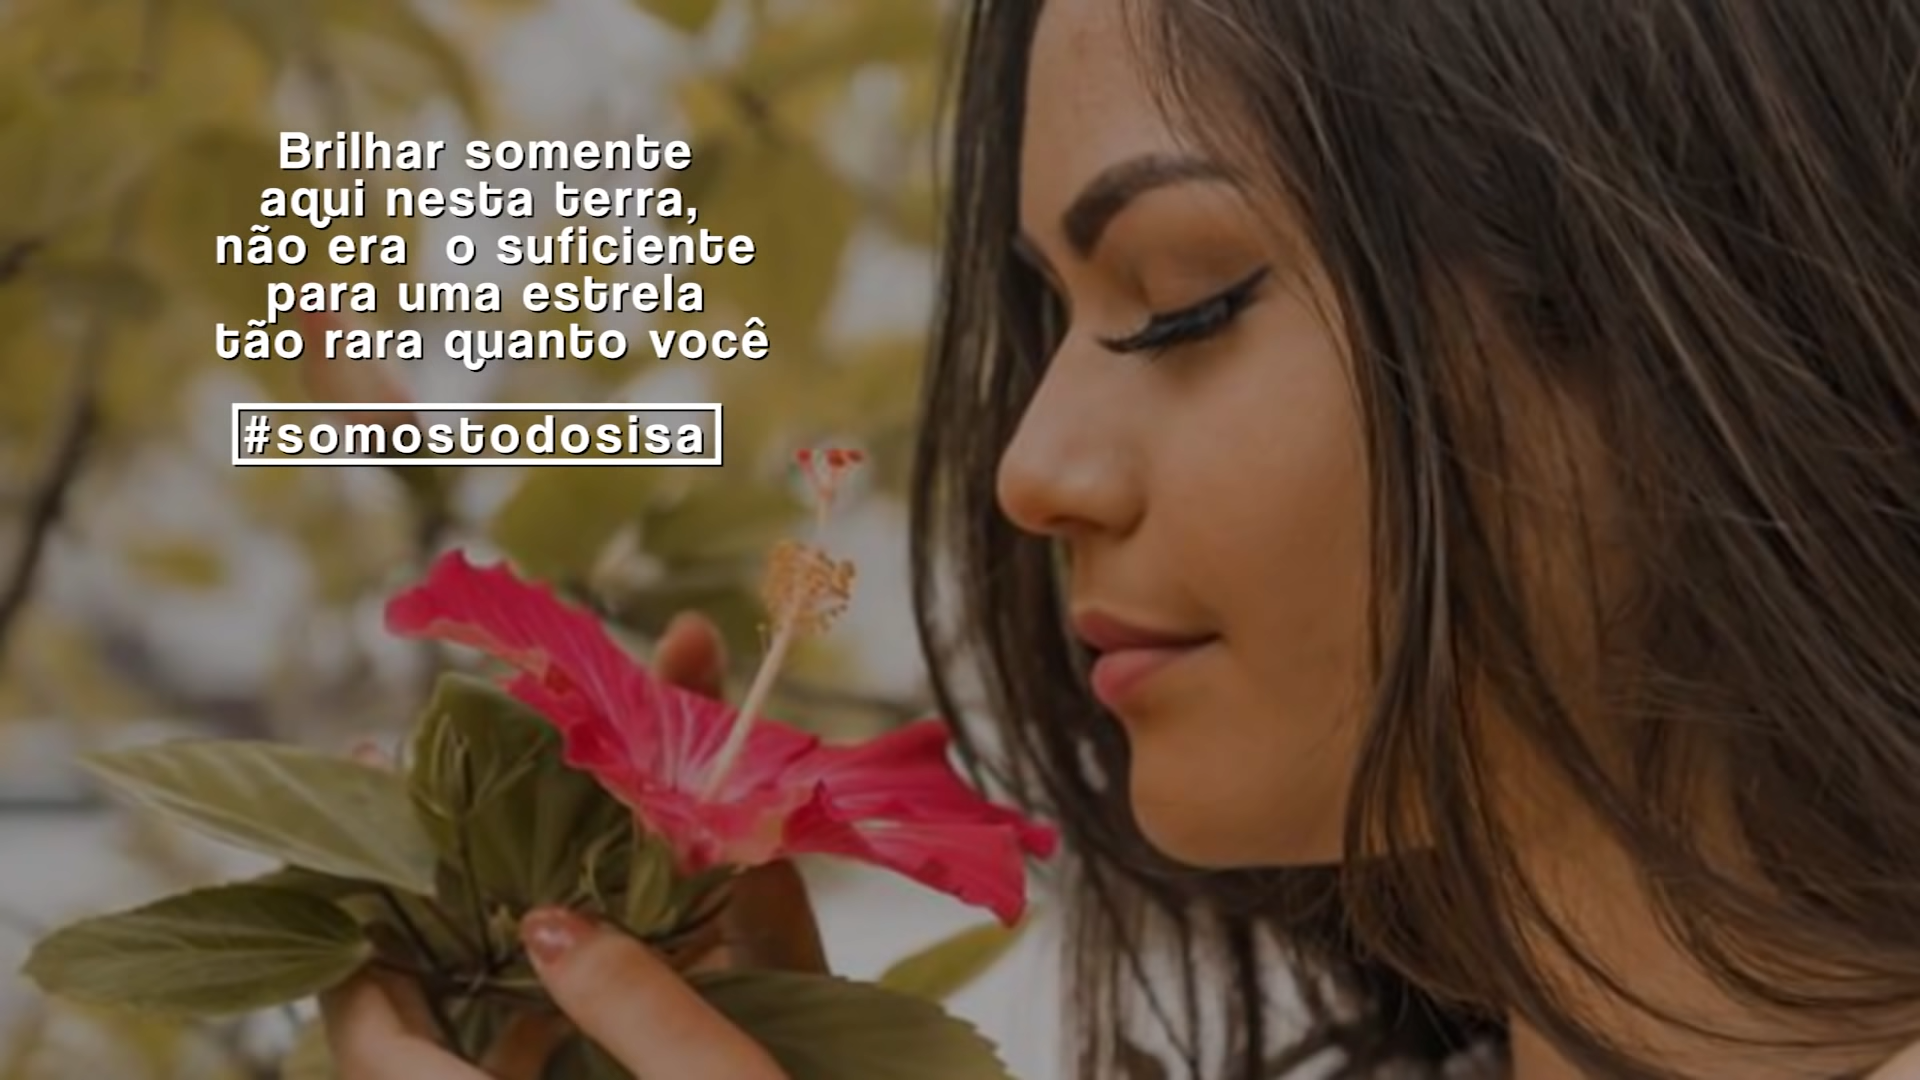 Brilhar somente
aqui nesta terra,
não era o suficiente
para uma estrela
tão rara quanto você
#somostodosisa